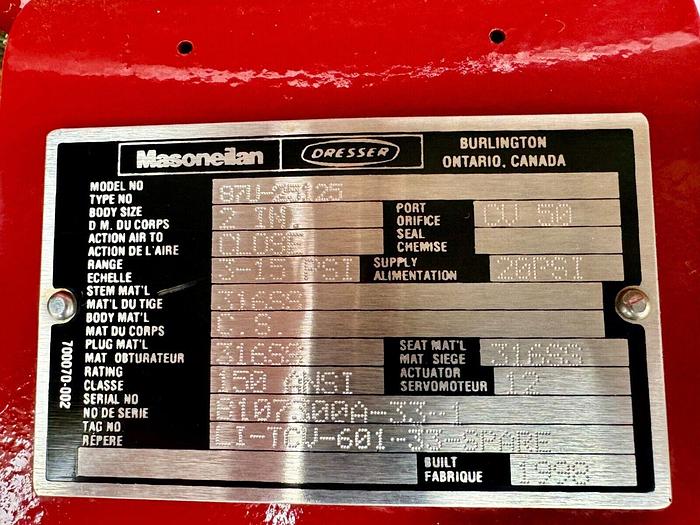 Masoneilan DRESSER BURLINGTON
ONTARIO, CANADA
MODEL NO
TYPE NO 87U-25125
BODY SIZE
D M. DU CORPS 2 IN. PORT
ORIFICE CV 50
ACTION AIR TO
ACTION DE L'AIRE CLOSE SEAL
CHEMISE
RANGE
ECHELLE 3-15 PSI SUPPLY
ALIMENTATION 20PSI
STEM MAT'L
MAT'L DU TIGE 316SS
BODY MAT'L
MAT DU CORPS C.S.
PLUG MAT'L
MAT OBTURATEUR 316SS SEAT MAT'L
MAT. SIEGE 316SS
RATING
CLASSE 150 ANSI ACTUATOR
SERVOMOTEUR 12
SERIAL NO
NO DE SERIE -33-1
TAG NO
RÉPERE LI-TCV-601-33-SPARE
BUILT
FABRIQUE 1998
700070-002